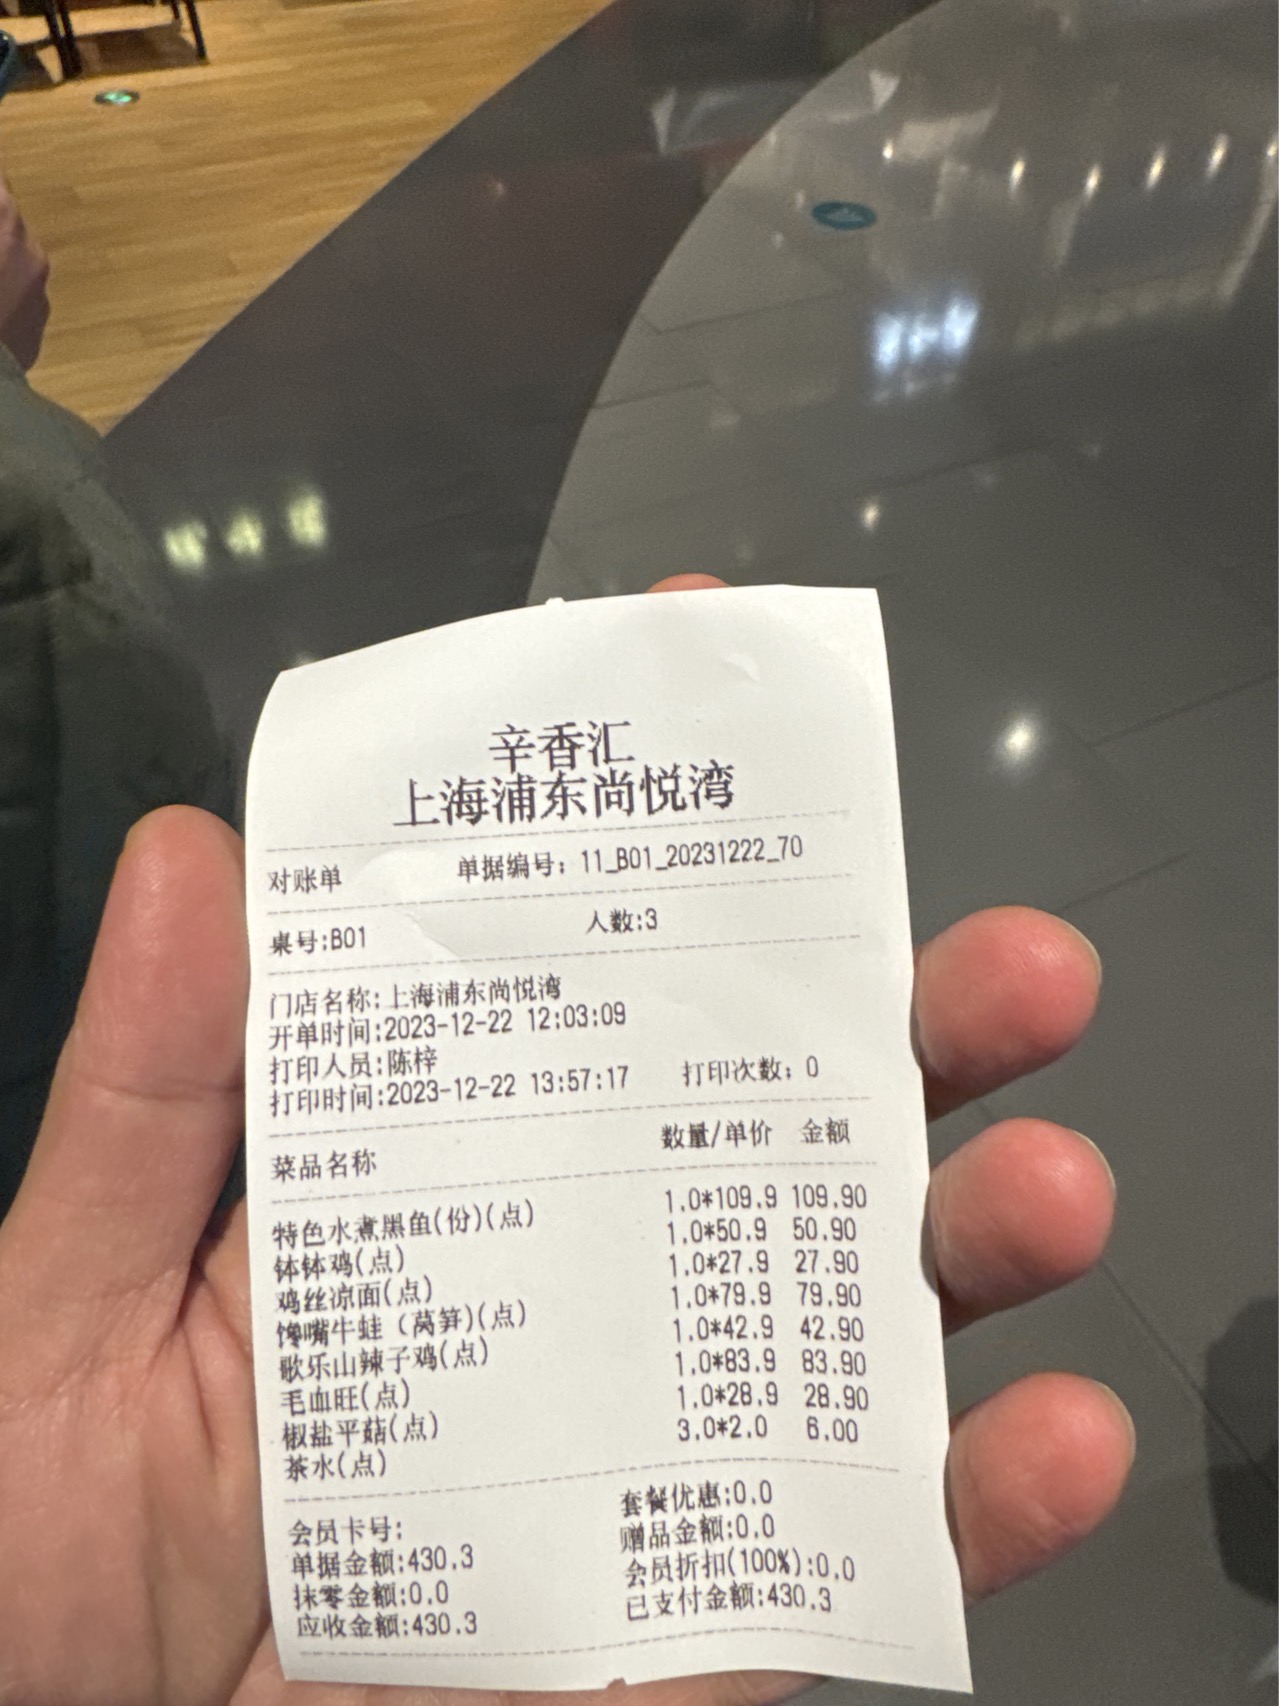 辛香汇
上海浦东尚悦湾
对账单 单据编号: 11_B01_20231222_70
桌号:B01 人数:3
门店名称:上海浦东尚悦湾
开单时间:2023-12-22 12:03:09
打印人员:陈梓
打印时间:2023-12-22 13:57:17 打印次数: 0
菜品名称 数量/单价 金额
特色水煮黑鱼(份)(点) 1.0*109.9 109.90
钵钵鸡(点) 1.0*50.9 50.90
鸡丝凉面(点) 1.0*27.9 27.90
馋嘴牛蛙（莴笋)(点) 1.0*79.9 79.90
歌乐山辣子鸡(点) 1.0*42.9 42.90
毛血旺(点) 1.0*83.9 83.90
椒盐平菇(点) 1.0*28.9 28.90
茶水(点) 3.0*2.0 6.00
会员卡号: 套餐优惠:0.0
单据金额:430.3 赠品金额:0.0
抹零金额:0.0 会员折扣(100%):0.0
应收金额:430.3 已支付金额:430.3